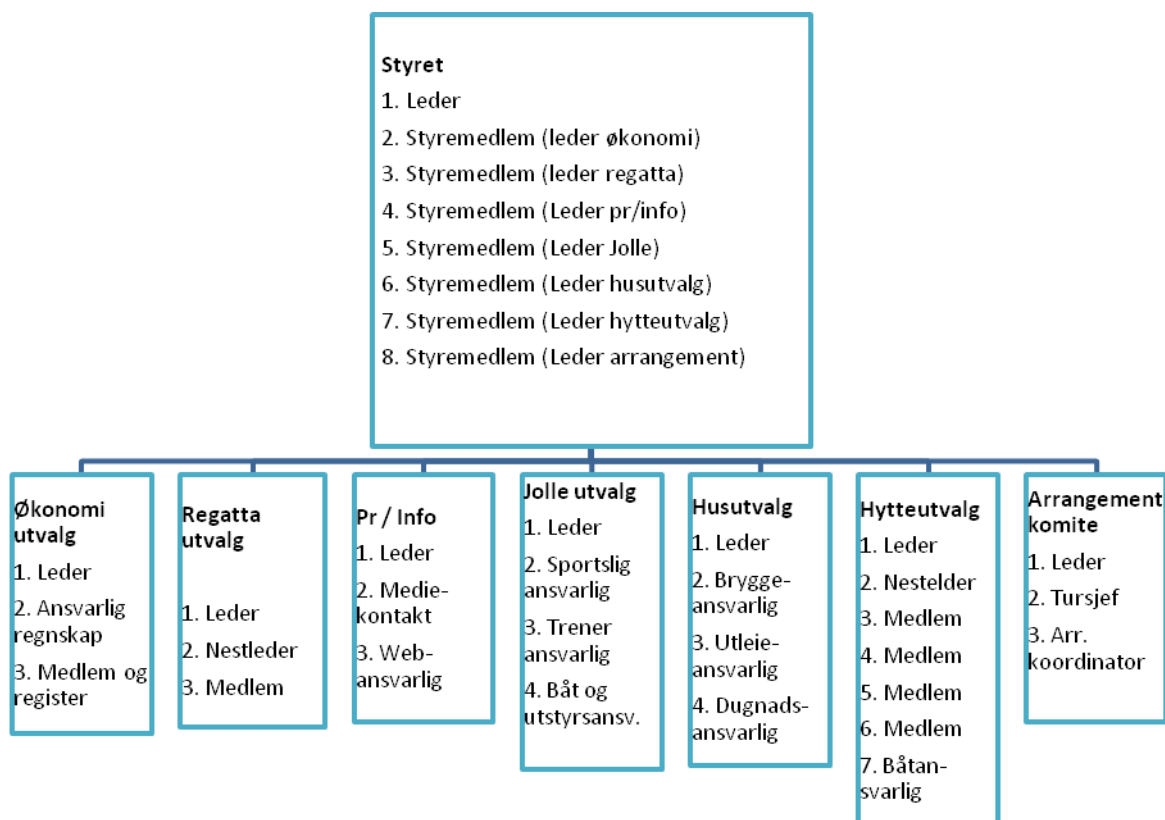 Styret
1. Leder
2. Styremedlem (leder økonomi)
3. Styremedlem (leder regatta)
4. Styremedlem (Leder pr/info)
5. Styremedlem (Leder Jolle)
6. Styremedlem (Leder husutvalg)
7. Styremedlem (Leder hytteutvalg)
8. Styremedlem (Leder arrangement)
Økonomi
utvalg
1. Leder
2. Ansvarlig
regnskap
3. Medlem og
register
Regatta
utvalg
1. Leder
2. Nestleder
3. Medlem
Pr / Info
1. Leder
2. Medie-
kontakt
3. Web-
ansvarlig
Jolle utvalg
1. Leder
2. Sportslig
ansvarlig
3. Trener
ansvarlig
4. Båt og
utstyrsansv.
Husutvalg
1. Leder
2. Brygge-
ansvarlig
3. Utleie-
ansvarlig
4. Dugnads-
ansvarlig
Hytteutvalg
1. Leder
2. Nestelder
3. Medlem
4. Medlem
5. Medlem
6. Medlem
7. Båtan-
svarlig
Arrangement
komite
1. Leder
2. Tursjef
3. Arr.
koordinator